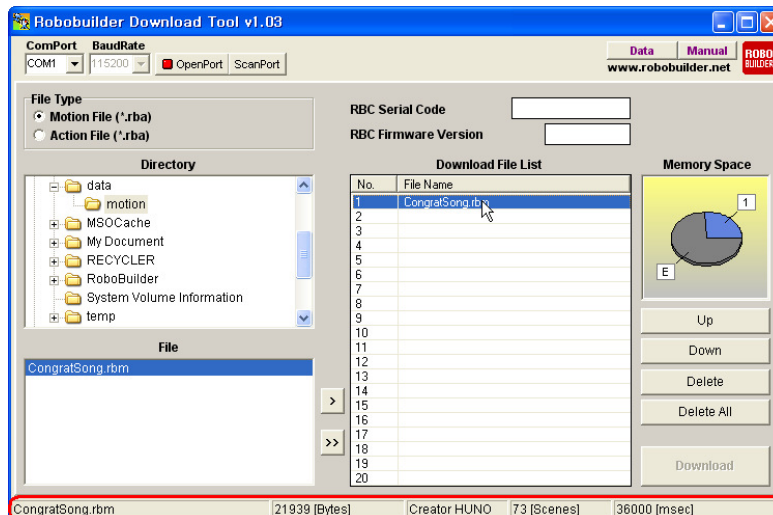 Robobuilder Download Tool v1.03
ComPort BaudRate
COM1 115200 OpenPort ScanPort
Data Manual
www.robobuilder.net
ROBO
BUILDER
File Type
Motion File (*.rba)
Action File (*.rba)
RBC Serial Code
RBC Firmware Version
Directory
data
motion
MSOCache
My Document
RECYCLER
RoboBuilder
System Volume Information
temp
File
CongratSong.rbm
>
>>
Download File List
No. File Name
1 CongratSong.rbm
2
3
4
5
6
7
8
9
10
11
12
13
14
15
16
17
18
19
20
Memory Space
1
E
Up
Down
Delete
Delete All
Download
CongratSong.rbm 21939 [Bytes] Creator HUNO 73 [Scenes] 36000 [msec]